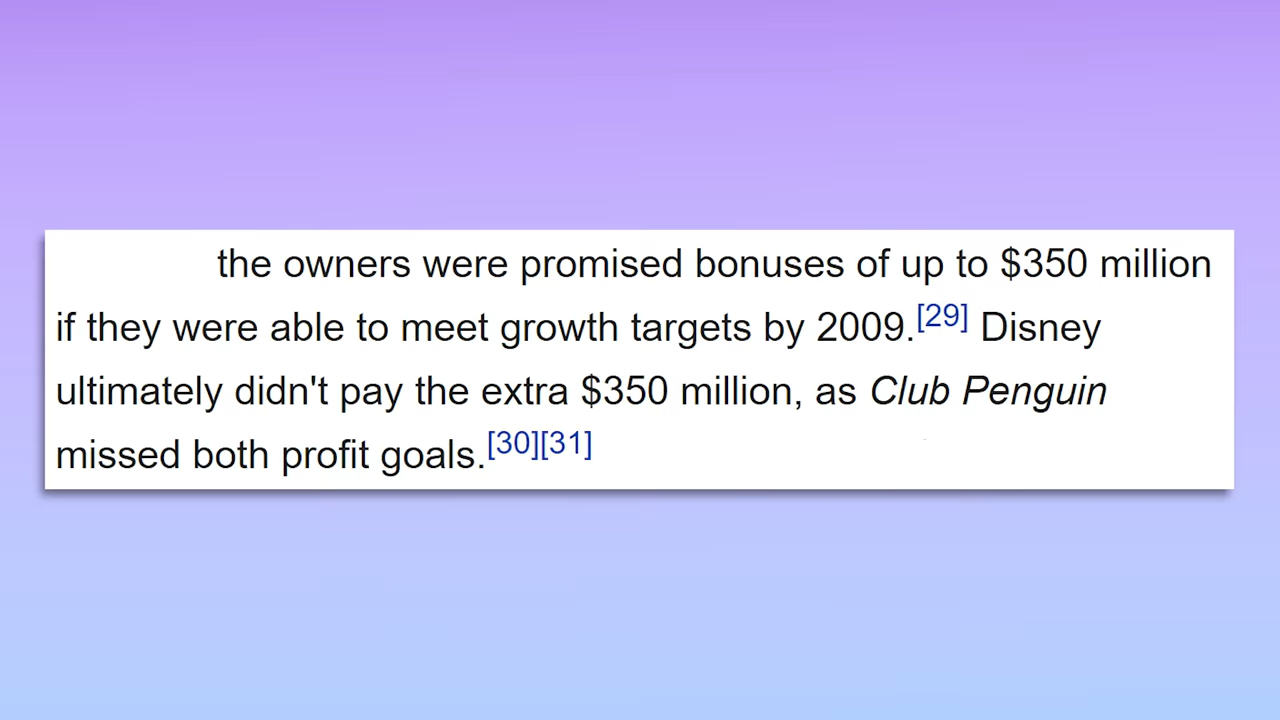 the owners were promised bonuses of up to $350 million
if they were able to meet growth targets by 2009.[29] Disney
ultimately didn't pay the extra $350 million, as Club Penguin
missed both profit goals.[30][31]